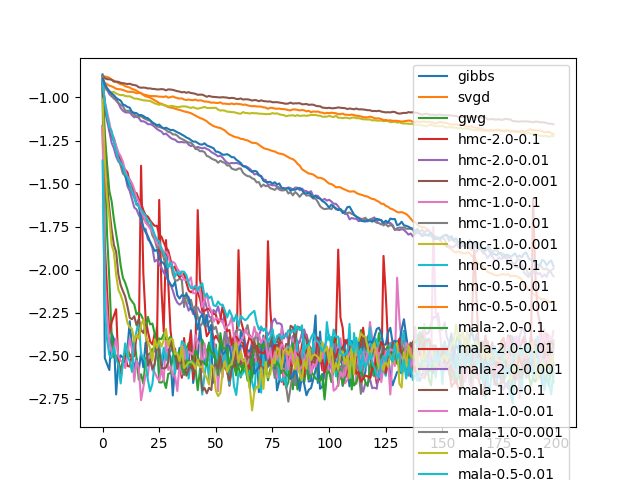 −1.00
−1.25
−1.50
−1.75
−2.00
−2.25
−2.50
−2.75
0
25
50
75
100
125
150
175
200
gibbs
svgd
gwg
hmc-2.0-0.1
hmc-2.0-0.01
hmc-2.0-0.001
hmc-1.0-0.1
hmc-1.0-0.01
hmc-1.0-0.001
hmc-0.5-0.1
hmc-0.5-0.01
hmc-0.5-0.001
mala-2.0-0.1
mala-2.0-0.01
mala-2.0-0.001
mala-1.0-0.1
mala-1.0-0.01
mala-1.0-0.001
mala-0.5-0.1
mala-0.5-0.01